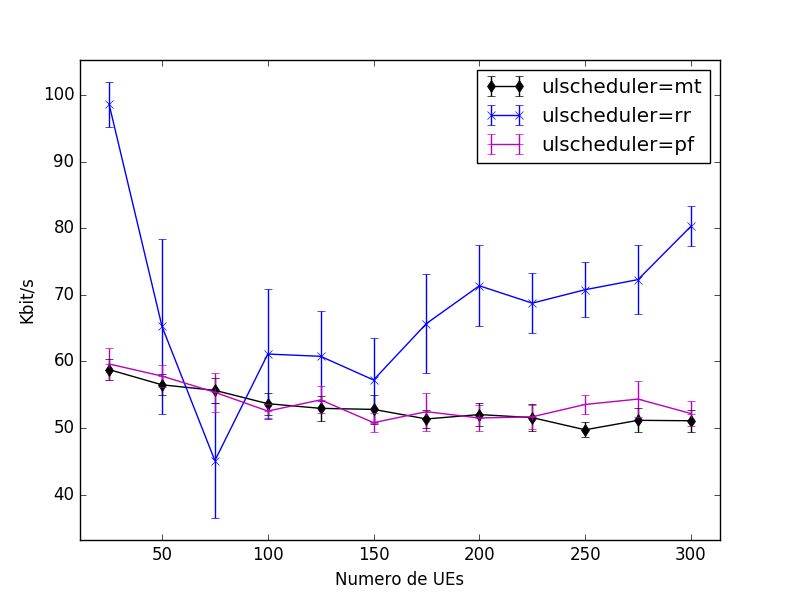 ulscheduler=mt
ulscheduler=rr
ulscheduler=pf
100
90
80
70
60
50
40
Kbit/s
50 100 150 200 250 300
Numero de UEs